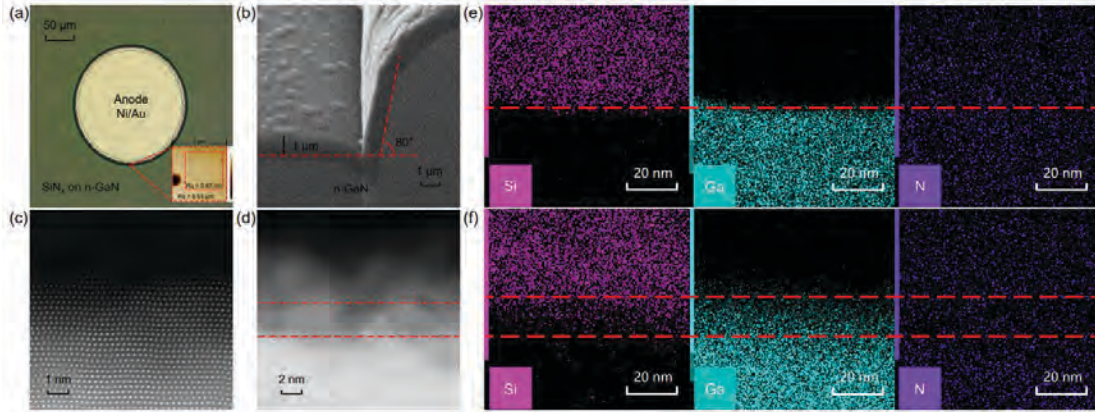 (a)
50 μm
Anode
Ni/Au
SiNx on n-GaN
(b)
1 μm
80°
1 μm
n-GaN
(c)
1 nm
(d)
2 nm
(e)
Si
20 nm
Ga
20 nm
N
20 nm
(f)
Si
20 nm
Ga
20 nm
N
20 nm